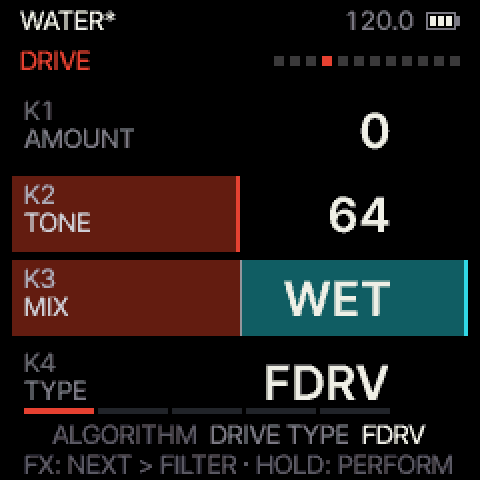 WATER* 120.0
DRIVE
K1
AMOUNT 0
K2
TONE 64
K3
MIX WET
K4
TYPE FDRV
ALGORITHM DRIVE TYPE FDRV
FX: NEXT > FILTER · HOLD: PERFORM